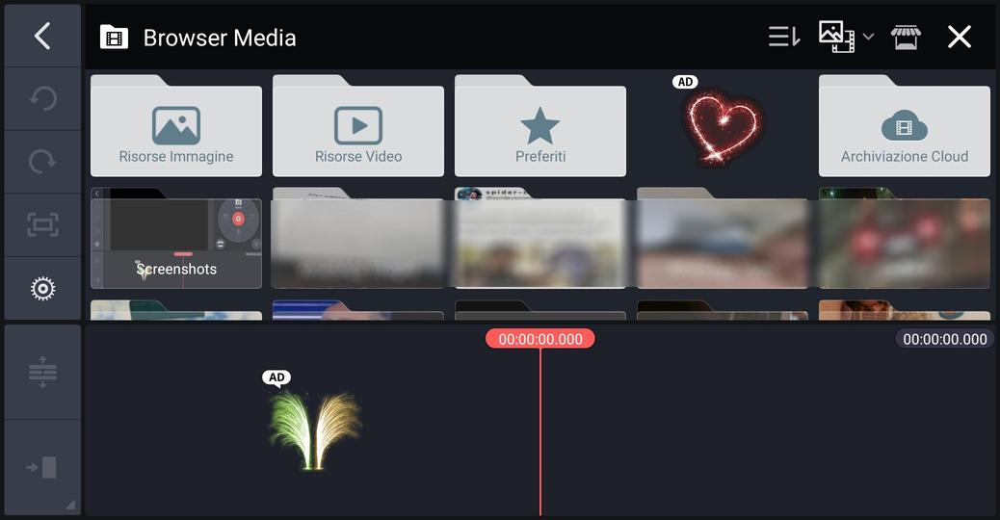 Browser Media
AD
Risorse Immagine
Risorse Video
Preferiti
Archiviazione Cloud
Screenshots
00:00:00.000
00:00:00.000
AD